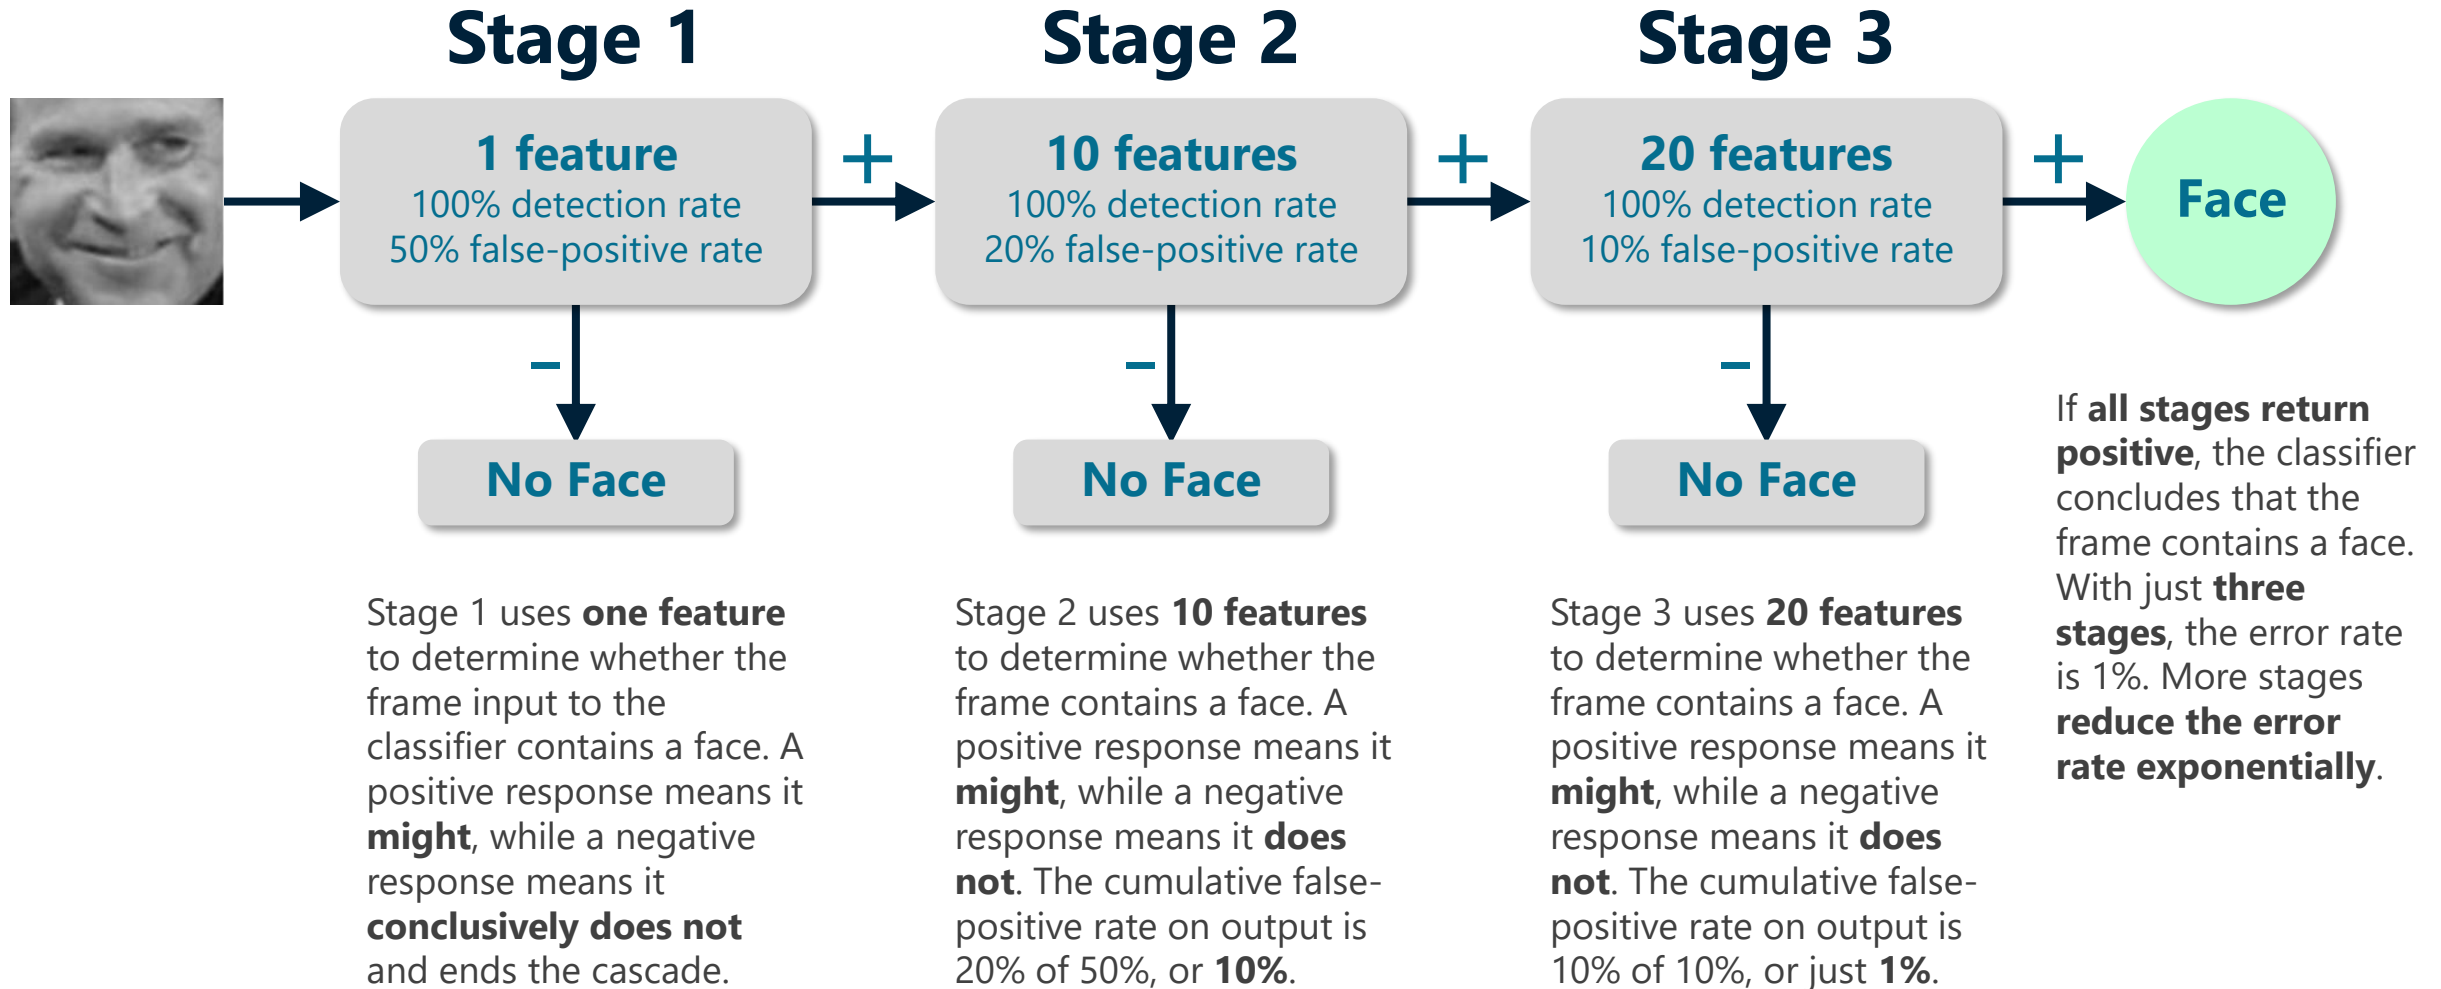 Stage 1
Stage 2
Stage 3
1 feature
100% detection rate
50% false-positive rate
+
10 features
100% detection rate
20% false-positive rate
+
20 features
100% detection rate
10% false-positive rate
+
Face
–
–
–
No Face
No Face
No Face
Stage 1 uses one feature
to determine whether the
frame input to the
classifier contains a face. A
positive response means it
might, while a negative
response means it
conclusively does not
and ends the cascade.
Stage 2 uses 10 features
to determine whether the
frame contains a face. A
positive response means it
might, while a negative
response means it does
not. The cumulative false-
positive rate on output is
20% of 50%, or 10%.
Stage 3 uses 20 features
to determine whether the
frame contains a face. A
positive response means it
might, while a negative
response means it does
not. The cumulative false-
positive rate on output is
10% of 10%, or just 1%.
If all stages return
positive, the classifier
concludes that the
frame contains a face.
With just three
stages, the error rate
is 1%. More stages
reduce the error
rate exponentially.